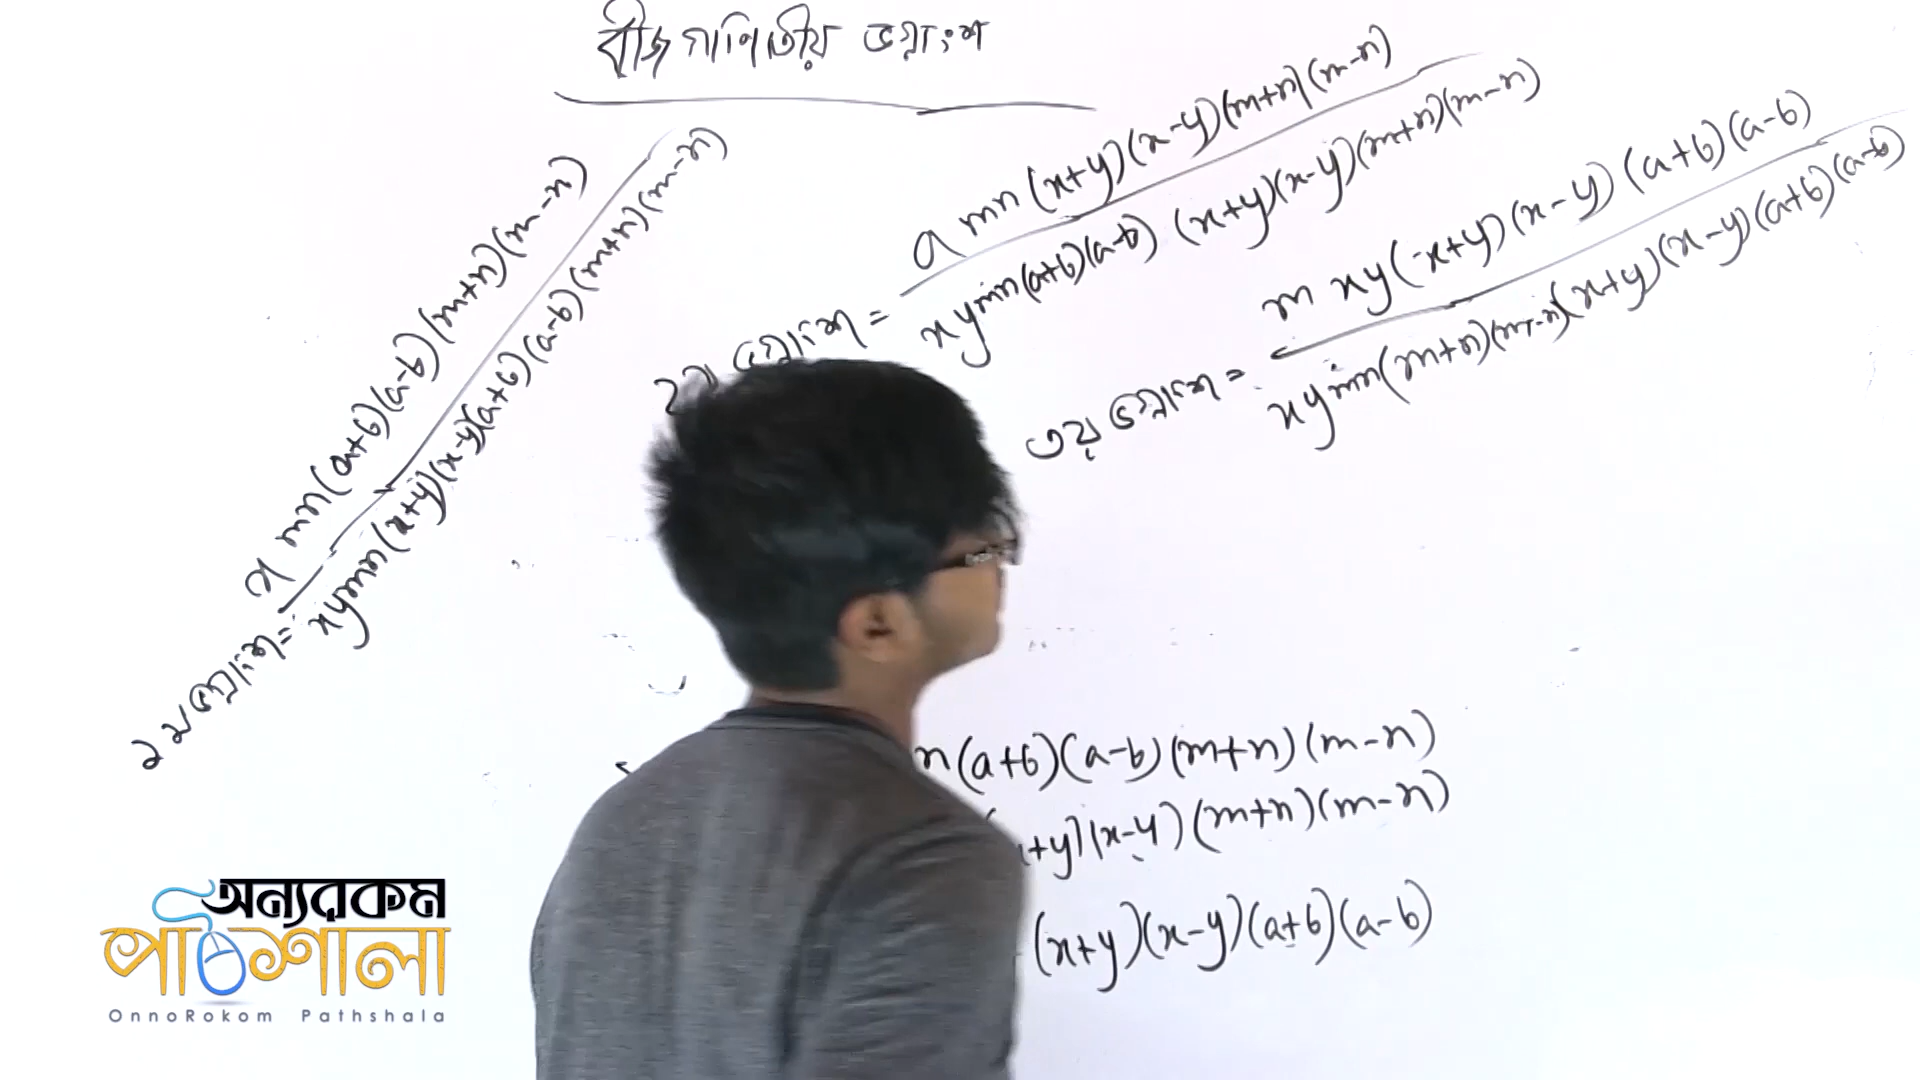 বীজগাণিতীয় ভগ্নাংশ
১ম ভগ্নাংশ = x mn(a+b)(a-b)(m+n)(m-n)
xymn(x+y)(x-y)(a+b)(a-b)(m+n)(m-n)
২য় ভগ্নাংশ = a mn(x+y)(x-y)(m+n)(m-n)
xymn(a+b)(a-b)(x+y)(x-y)(m+n)(m-n)
৩য় ভগ্নাংশ = m xy(x+y)(x-y)(a+b)(a-b)
xymn(m+n)(m-n)(x+y)(x-y)(a+b)(a-b)
n(a+b)(a-b)(m+n)(m-n)
+y)(x-y)(m+n)(m-n)
(x+y)(x-y)(a+b)(a-b)
অন্যরকম
পাঠশালা
OnnoRokom Pathshala